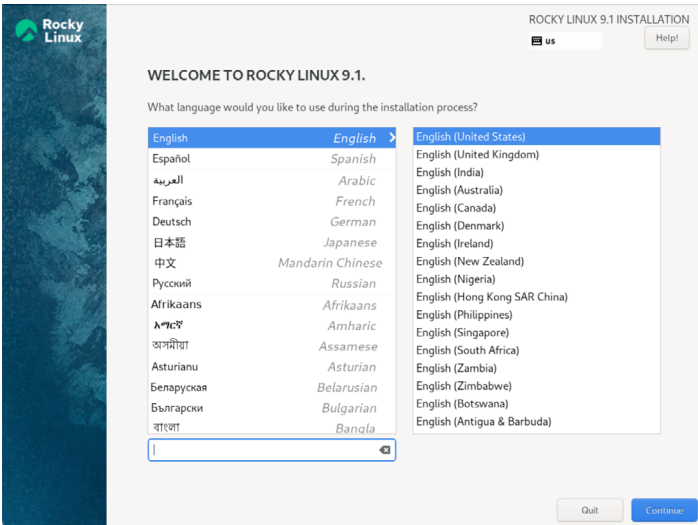 Rocky
Linux
ROCKY LINUX 9.1 INSTALLATION
us
Help!
WELCOME TO ROCKY LINUX 9.1.
What language would you like to use during the installation process?
English English
Español Spanish
العربية Arabic
Français French
Deutsch German
日本語 Japanese
中文 Mandarin Chinese
Русский Russian
Afrikaans Afrikaans
አማርኛ Amharic
অসমীয়া Assamese
Asturianu Asturian
Беларуская Belarusian
Български Bulgarian
বাংলা Bangla
English (United States)
English (United Kingdom)
English (India)
English (Australia)
English (Canada)
English (Denmark)
English (Ireland)
English (New Zealand)
English (Nigeria)
English (Hong Kong SAR China)
English (Philippines)
English (Singapore)
English (South Africa)
English (Zambia)
English (Zimbabwe)
English (Botswana)
English (Antigua & Barbuda)
Quit
Continue